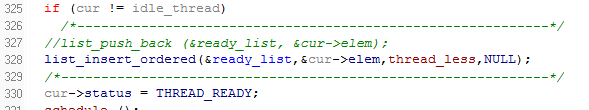 325 if (cur != idle_thread)
326 /*----------------------------------------------------------*/
327 //list_push_back (&ready_list, &cur->elem);
328 list_insert_ordered(&ready_list,&cur->elem,thread_less,NULL);
329 /*------------------------------------------------------------*/
330 cur->status = THREAD_READY;
331 schedule ();